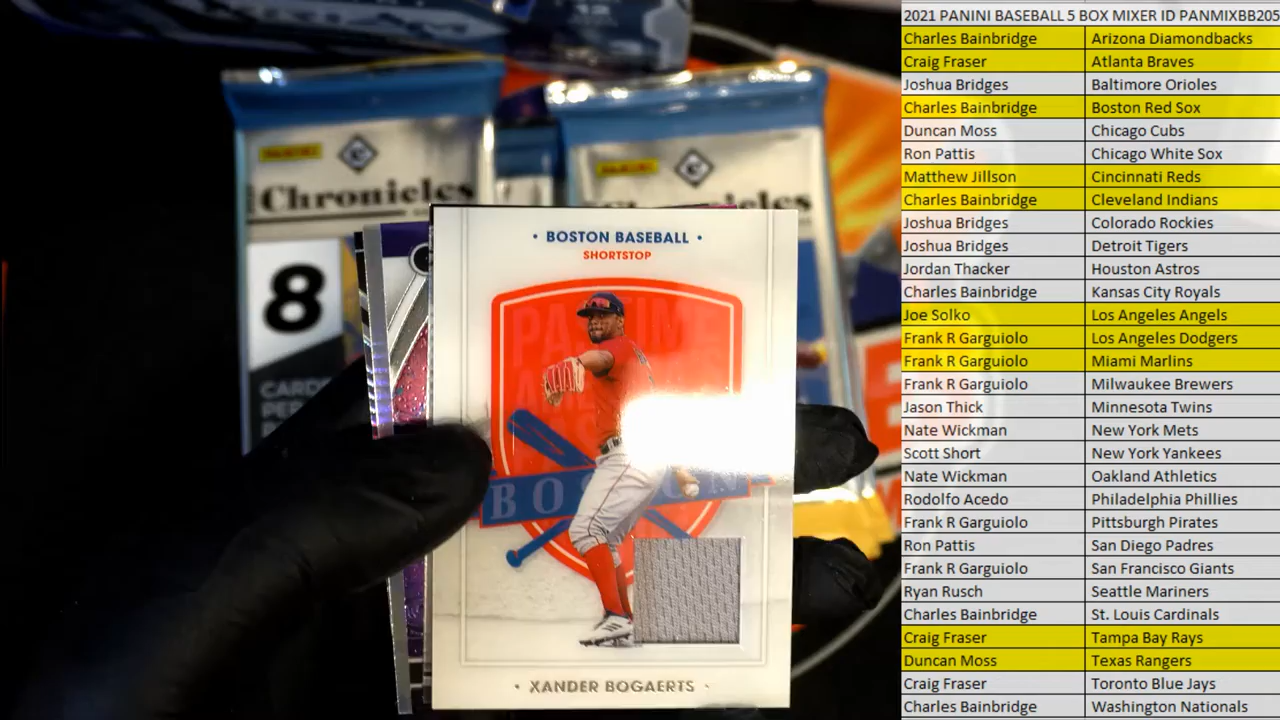 12
PANINI
Chronicles
8
CARDS
PER
PANINI
BOSTON BASEBALL
SHORTSTOP
PASTIME
BOSTON
• XANDER BOGAERTS •
2021 PANINI BASEBALL 5 BOX MIXER ID PANMIXBB205
Charles Bainbridge Arizona Diamondbacks
Craig Fraser Atlanta Braves
Joshua Bridges Baltimore Orioles
Charles Bainbridge Boston Red Sox
Duncan Moss Chicago Cubs
Ron Pattis Chicago White Sox
Matthew Jillson Cincinnati Reds
Charles Bainbridge Cleveland Indians
Joshua Bridges Colorado Rockies
Joshua Bridges Detroit Tigers
Jordan Thacker Houston Astros
Charles Bainbridge Kansas City Royals
Joe Solko Los Angeles Angels
Frank R Garguiolo Los Angeles Dodgers
Frank R Garguiolo Miami Marlins
Frank R Garguiolo Milwaukee Brewers
Jason Thick Minnesota Twins
Nate Wickman New York Mets
Scott Short New York Yankees
Nate Wickman Oakland Athletics
Rodolfo Acedo Philadelphia Phillies
Frank R Garguiolo Pittsburgh Pirates
Ron Pattis San Diego Padres
Frank R Garguiolo San Francisco Giants
Ryan Rusch Seattle Mariners
Charles Bainbridge St. Louis Cardinals
Craig Fraser Tampa Bay Rays
Duncan Moss Texas Rangers
Craig Fraser Toronto Blue Jays
Charles Bainbridge Washington Nationals